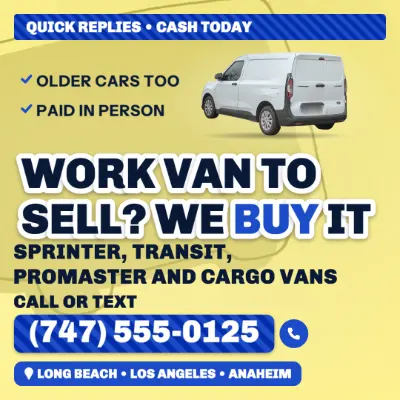 QUICK REPLIES • CASH TODAY
OLDER CARS TOO
PAID IN PERSON
WORK VAN TO
SELL? WE BUY IT
SPRINTER, TRANSIT,
PROMASTER AND CARGO VANS
CALL OR TEXT
(747) 555-0125
LONG BEACH • LOS ANGELES • ANAHEIM